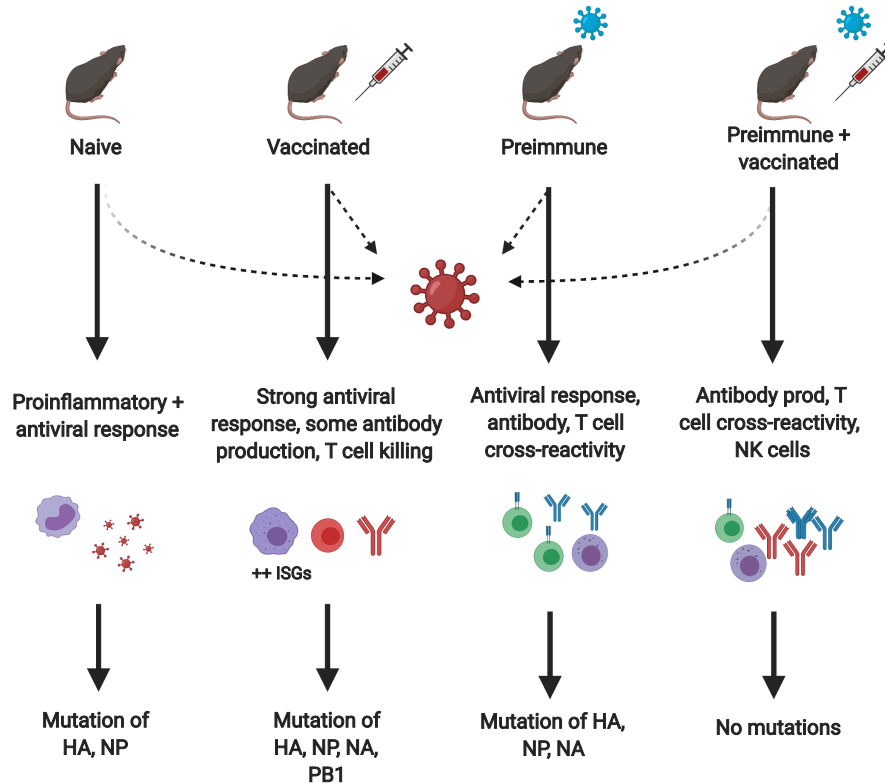 Naive
Vaccinated
Preimmune
Preimmune +
vaccinated
Proinflammatory +
antiviral response
Strong antiviral
response, some antibody
production, T cell killing
Antiviral response,
antibody, T cell
cross-reactivity
Antibody prod, T
cell cross-reactivity,
NK cells
++ ISGs
Mutation of
HA, NP
Mutation of
HA, NP, NA,
PB1
Mutation of HA,
NP, NA
No mutations